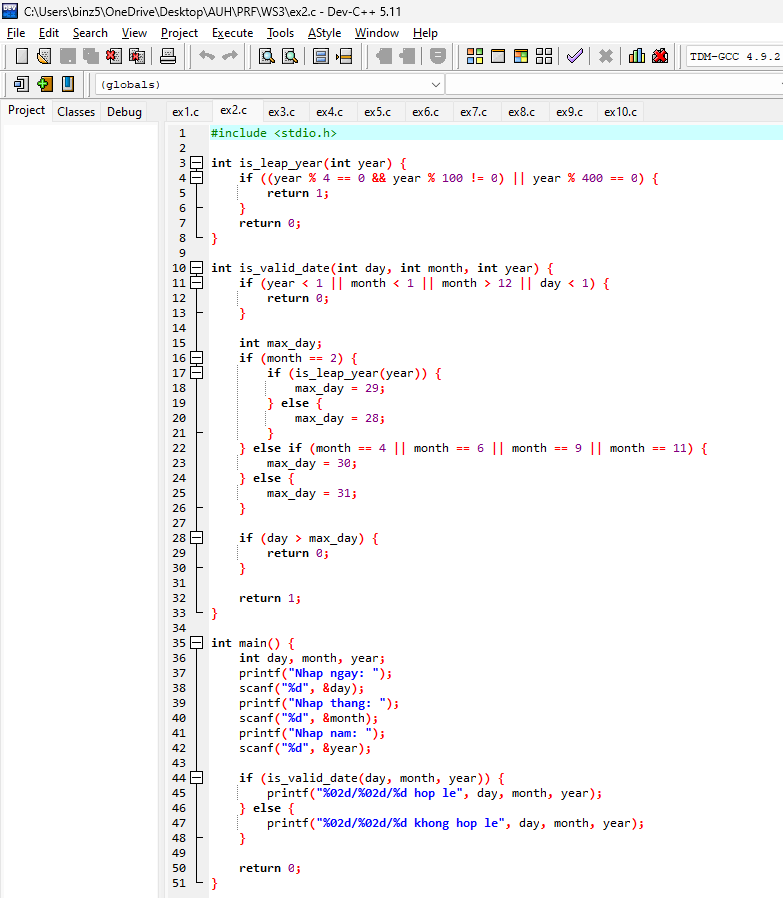 C:\Users\binz5\OneDrive\Desktop\AUH\PRF\WS3\ex2.c - Dev-C++ 5.11
File Edit Search View Project Execute Tools AStyle Window Help
TDM-GCC 4.9.2
(globals)
Project Classes Debug ex1.c ex2.c ex3.c ex4.c ex5.c ex6.c ex7.c ex8.c ex9.c ex10.c
1 #include <stdio.h>
2
3 int is_leap_year(int year) {
4     if ((year % 4 == 0 && year % 100 != 0) || year % 400 == 0) {
5         return 1;
6     }
7     return 0;
8 }
9
10 int is_valid_date(int day, int month, int year) {
11     if (year < 1 || month < 1 || month > 12 || day < 1) {
12         return 0;
13     }
14
15     int max_day;
16     if (month == 2) {
17         if (is_leap_year(year)) {
18             max_day = 29;
19         } else {
20             max_day = 28;
21         }
22     } else if (month == 4 || month == 6 || month == 9 || month == 11) {
23         max_day = 30;
24     } else {
25         max_day = 31;
26     }
27
28     if (day > max_day) {
29         return 0;
30     }
31
32     return 1;
33 }
34
35 int main() {
36     int day, month, year;
37     printf("Nhap ngay: ");
38     scanf("%d", &day);
39     printf("Nhap thang: ");
40     scanf("%d", &month);
41     printf("Nhap nam: ");
42     scanf("%d", &year);
43
44     if (is_valid_date(day, month, year)) {
45         printf("%02d/%02d/%d hop le", day, month, year);
46     } else {
47         printf("%02d/%02d/%d khong hop le", day, month, year);
48     }
49
50     return 0;
51 }